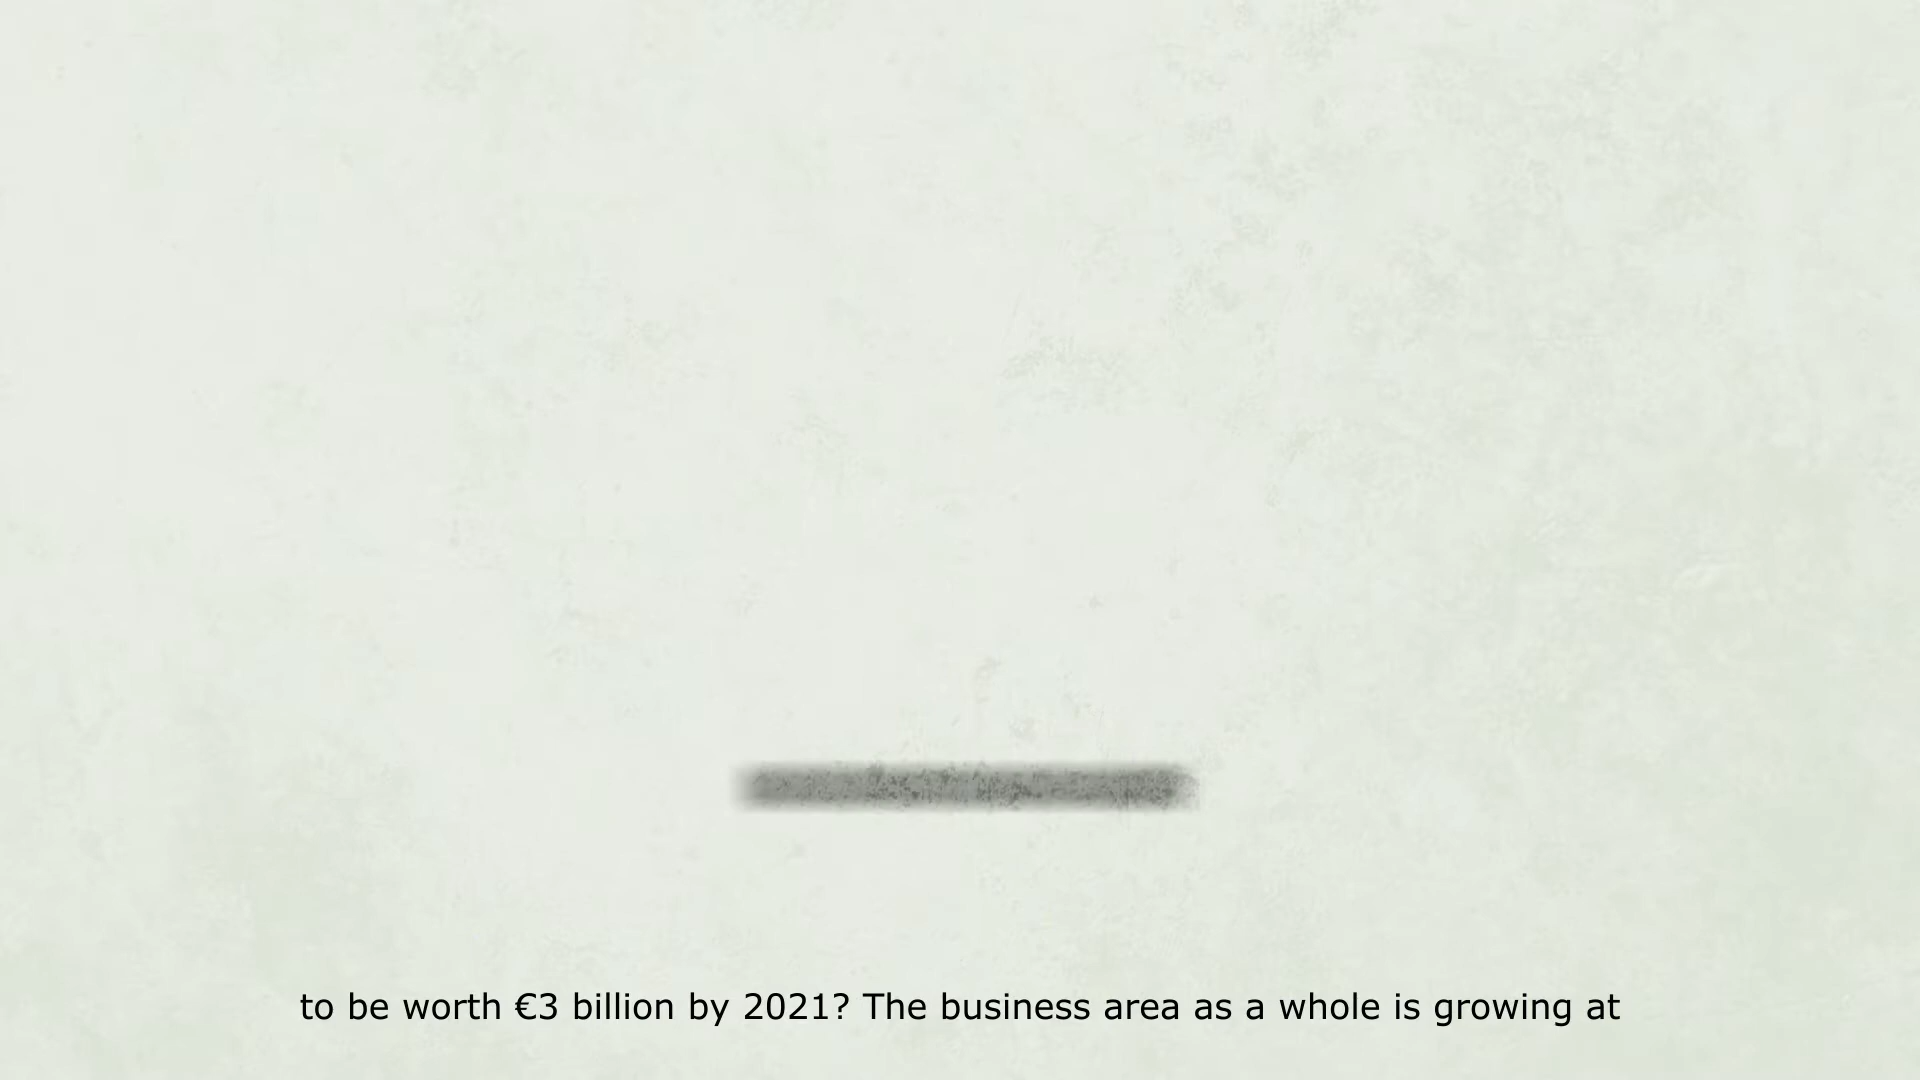 to be worth €3 billion by 2021? The business area as a whole is growing at